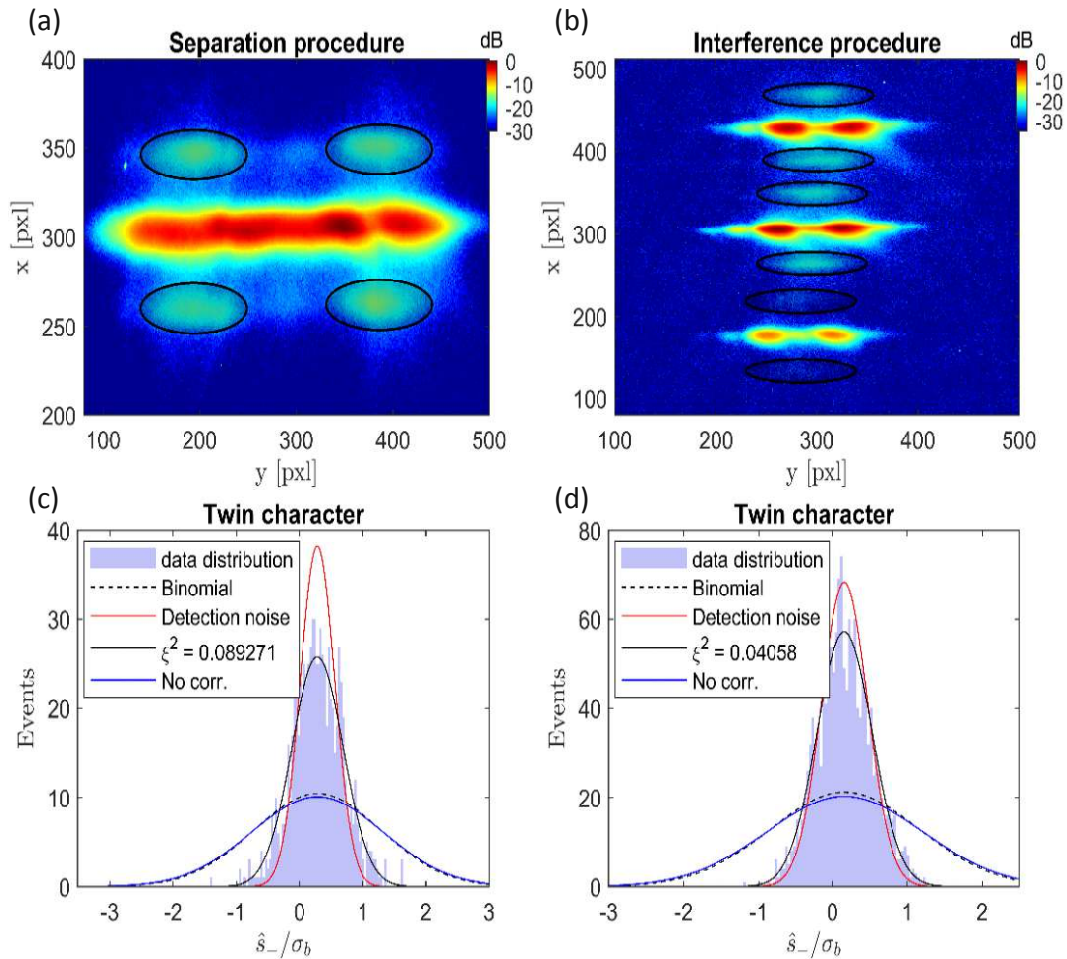 (a)
Separation procedure
dB
0
-10
-20
-30
400
350
300
250
200
x [pxl]
100
200
300
400
500
y [pxl]
(b)
Interference procedure
dB
0
-10
-20
-30
500
400
300
200
100
x [pxl]
100
200
300
400
500
y [pxl]
(c)
Twin character
40
30
20
10
0
Events
data distribution
Binomial
Detection noise
ξ² = 0.089271
No corr.
-3
-2
-1
0
1
2
3
ŝ₋/σ_b
(d)
Twin character
80
60
40
20
0
Events
data distribution
Binomial
Detection noise
ξ² = 0.04058
No corr.
-3
-2
-1
0
1
2
ŝ₋/σ_b